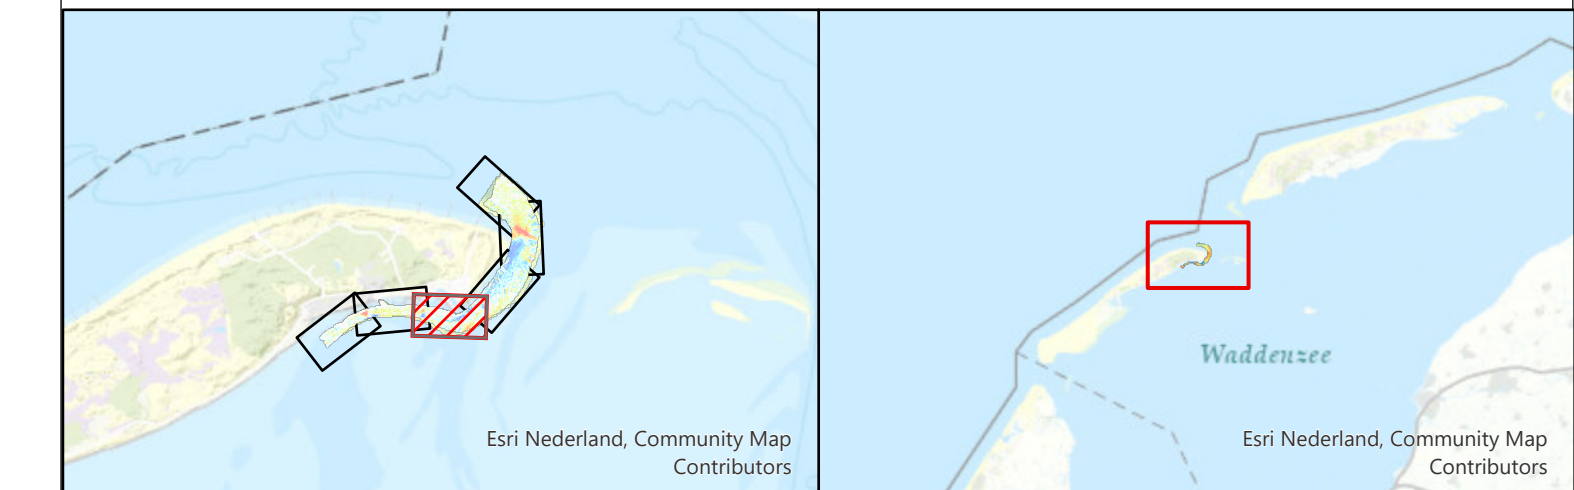 Esri Nederland, Community Map
Contributors
Waddenzee
Esri Nederland, Community Map
Contributors